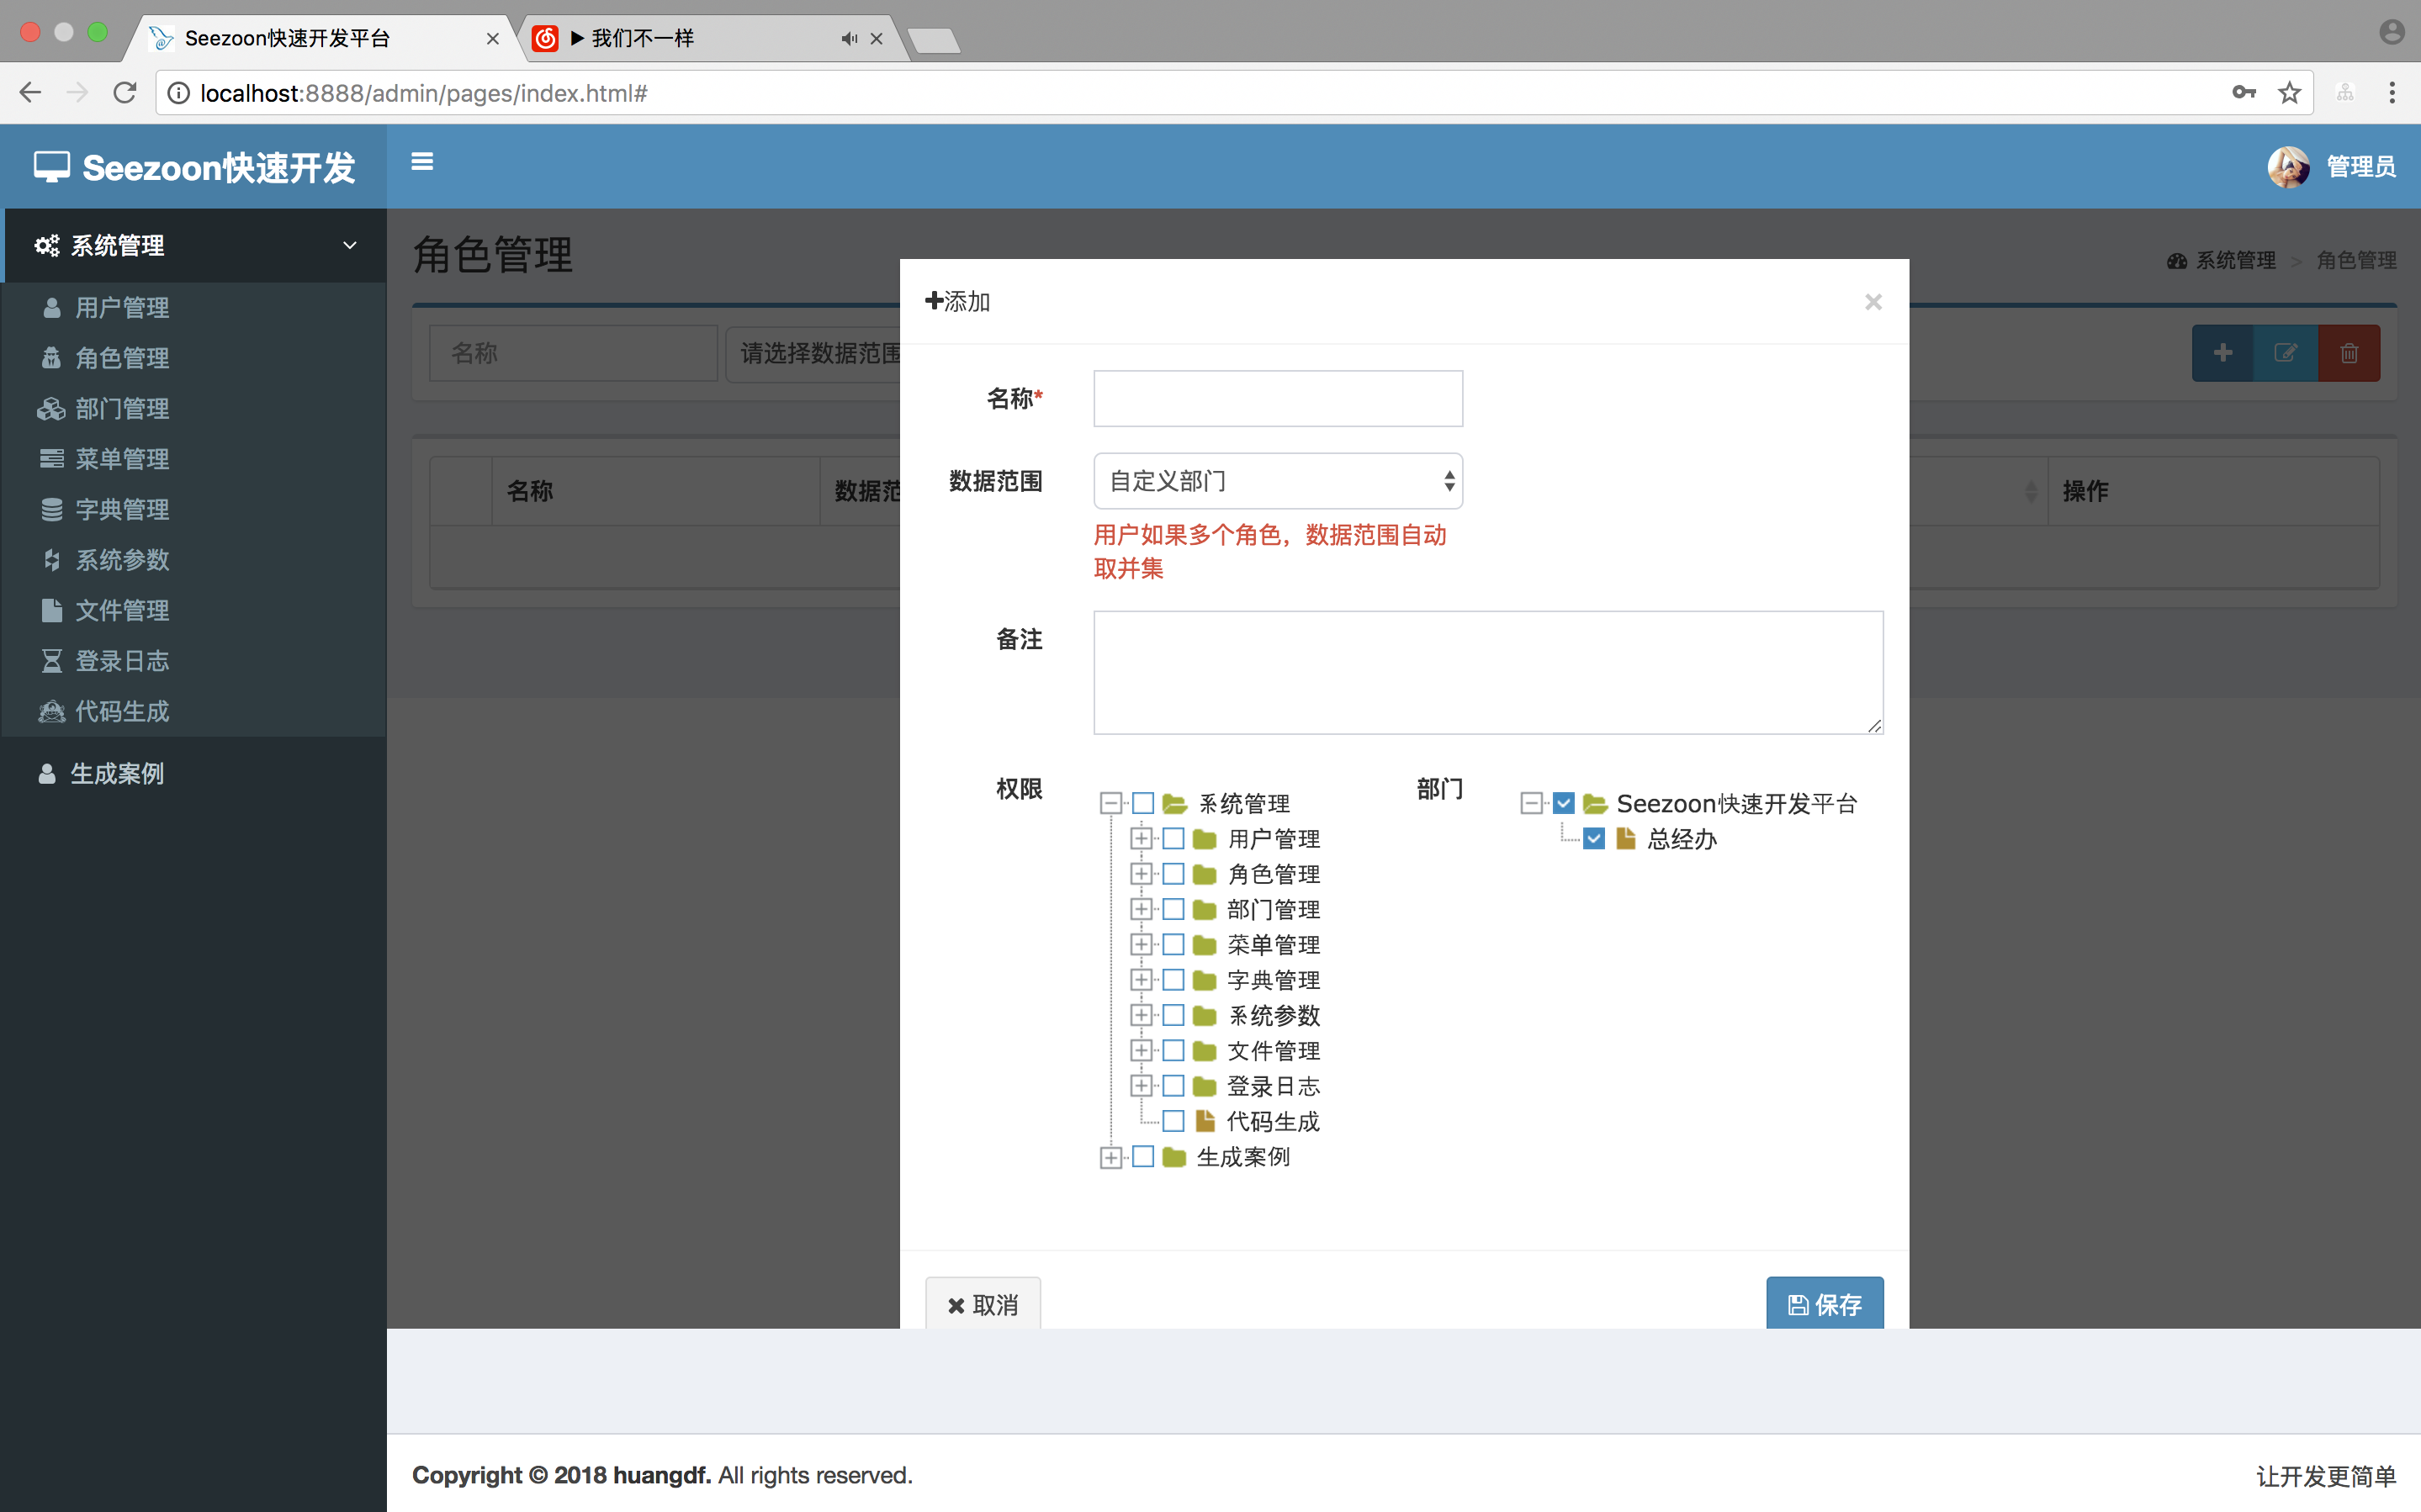 Seezoon快速开发平台
▶ 我们不一样
localhost:8888/admin/pages/index.html#
Seezoon快速开发
管理员
系统管理
用户管理
角色管理
部门管理
菜单管理
字典管理
系统参数
文件管理
登录日志
代码生成
生成案例
角色管理
系统管理 > 角色管理
名称
请选择数据范围
名称
数据范
操作
添加
名称*
数据范围
自定义部门
用户如果多个角色，数据范围自动
取并集
备注
权限
系统管理
用户管理
角色管理
部门管理
菜单管理
字典管理
系统参数
文件管理
登录日志
代码生成
生成案例
部门
Seezoon快速开发平台
总经办
取消
保存
Copyright © 2018 huangdf. All rights reserved.
让开发更简单